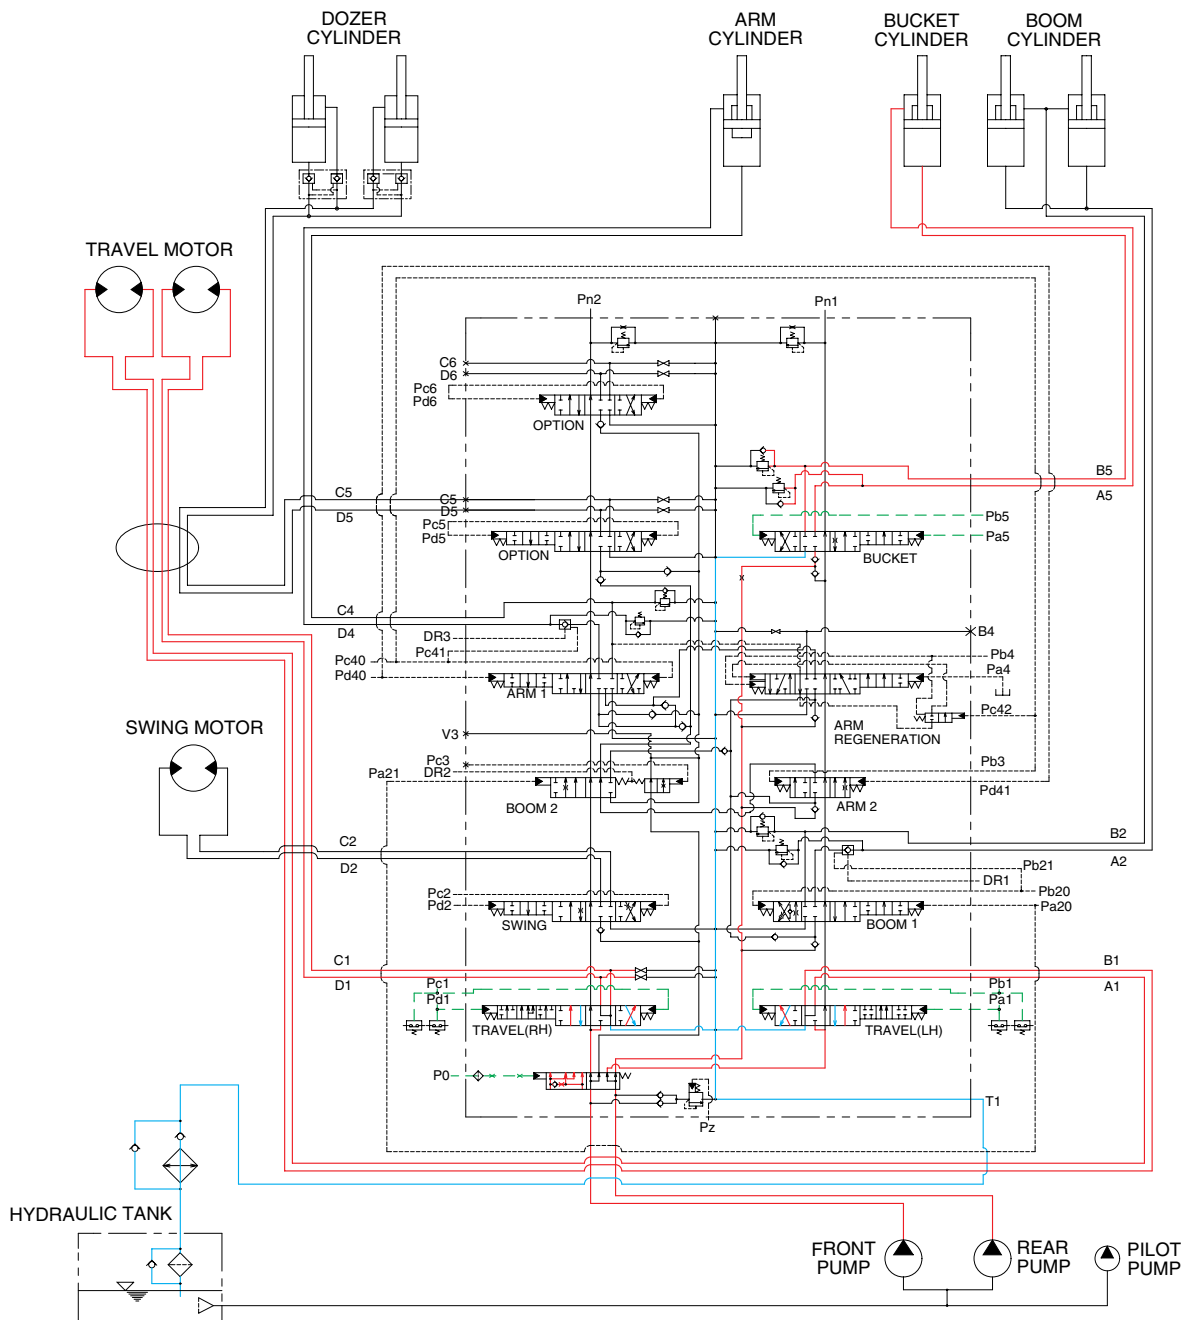 DOZER
CYLINDER
ARM
CYLINDER
BUCKET
CYLINDER
BOOM
CYLINDER
TRAVEL MOTOR
Pn2
Pn1
C6
D6
Pc6
Pd6
OPTION
C5
D5
C5
D5
Pc5
Pd5
OPTION
B5
A5
Pb5
Pa5
BUCKET
C4
D4
DR3
Pc41
Pc40
Pd40
ARM 1
B4
Pb4
Pa4
Pc42
ARM
REGENERATION
SWING MOTOR
V3
Pc3
DR2
Pa21
BOOM 2
Pb3
Pd41
ARM 2
C2
D2
B2
A2
Pb21
DR1
Pc2
Pd2
SWING
Pb20
Pa20
BOOM 1
C1
D1
B1
A1
Pc1
Pd1
TRAVEL(RH)
Pb1
Pa1
TRAVEL(LH)
P0
Pz
T1
HYDRAULIC TANK
FRONT
PUMP
REAR
PUMP
PILOT
PUMP